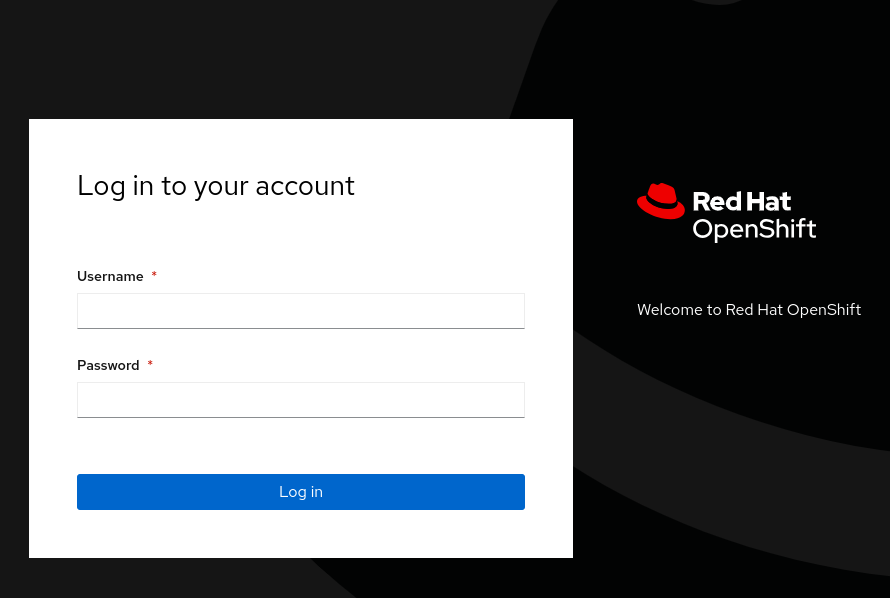 Log in to your account
Username *
Password *
Log in
Red Hat
OpenShift
Welcome to Red Hat OpenShift